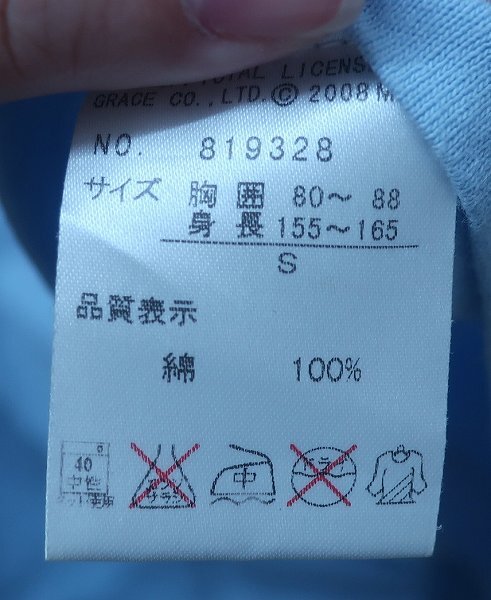 TOTAL LICENS
GRACE CO.,LTD.© 2008 M
NO. 819328
サイズ 胸囲 80～ 88
身長 155～165
S
品質表示
綿 100%
40
中性
中